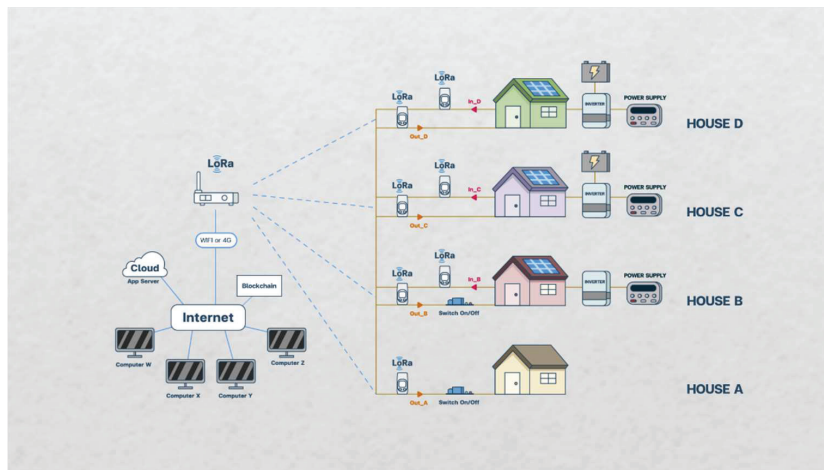 LoRa
WIFI or 4G
Cloud
App Server
Blockchain
Internet
Computer W
Computer X
Computer Y
Computer Z
LoRa
LoRa
In_D
Out_D
INVERTER
POWER SUPPLY
HOUSE D
LoRa
LoRa
In_C
Out_C
INVERTER
POWER SUPPLY
HOUSE C
LoRa
LoRa
In_B
Out_B
Switch On/Off
INVERTER
POWER SUPPLY
HOUSE B
LoRa
Out_A
Switch On/Off
HOUSE A